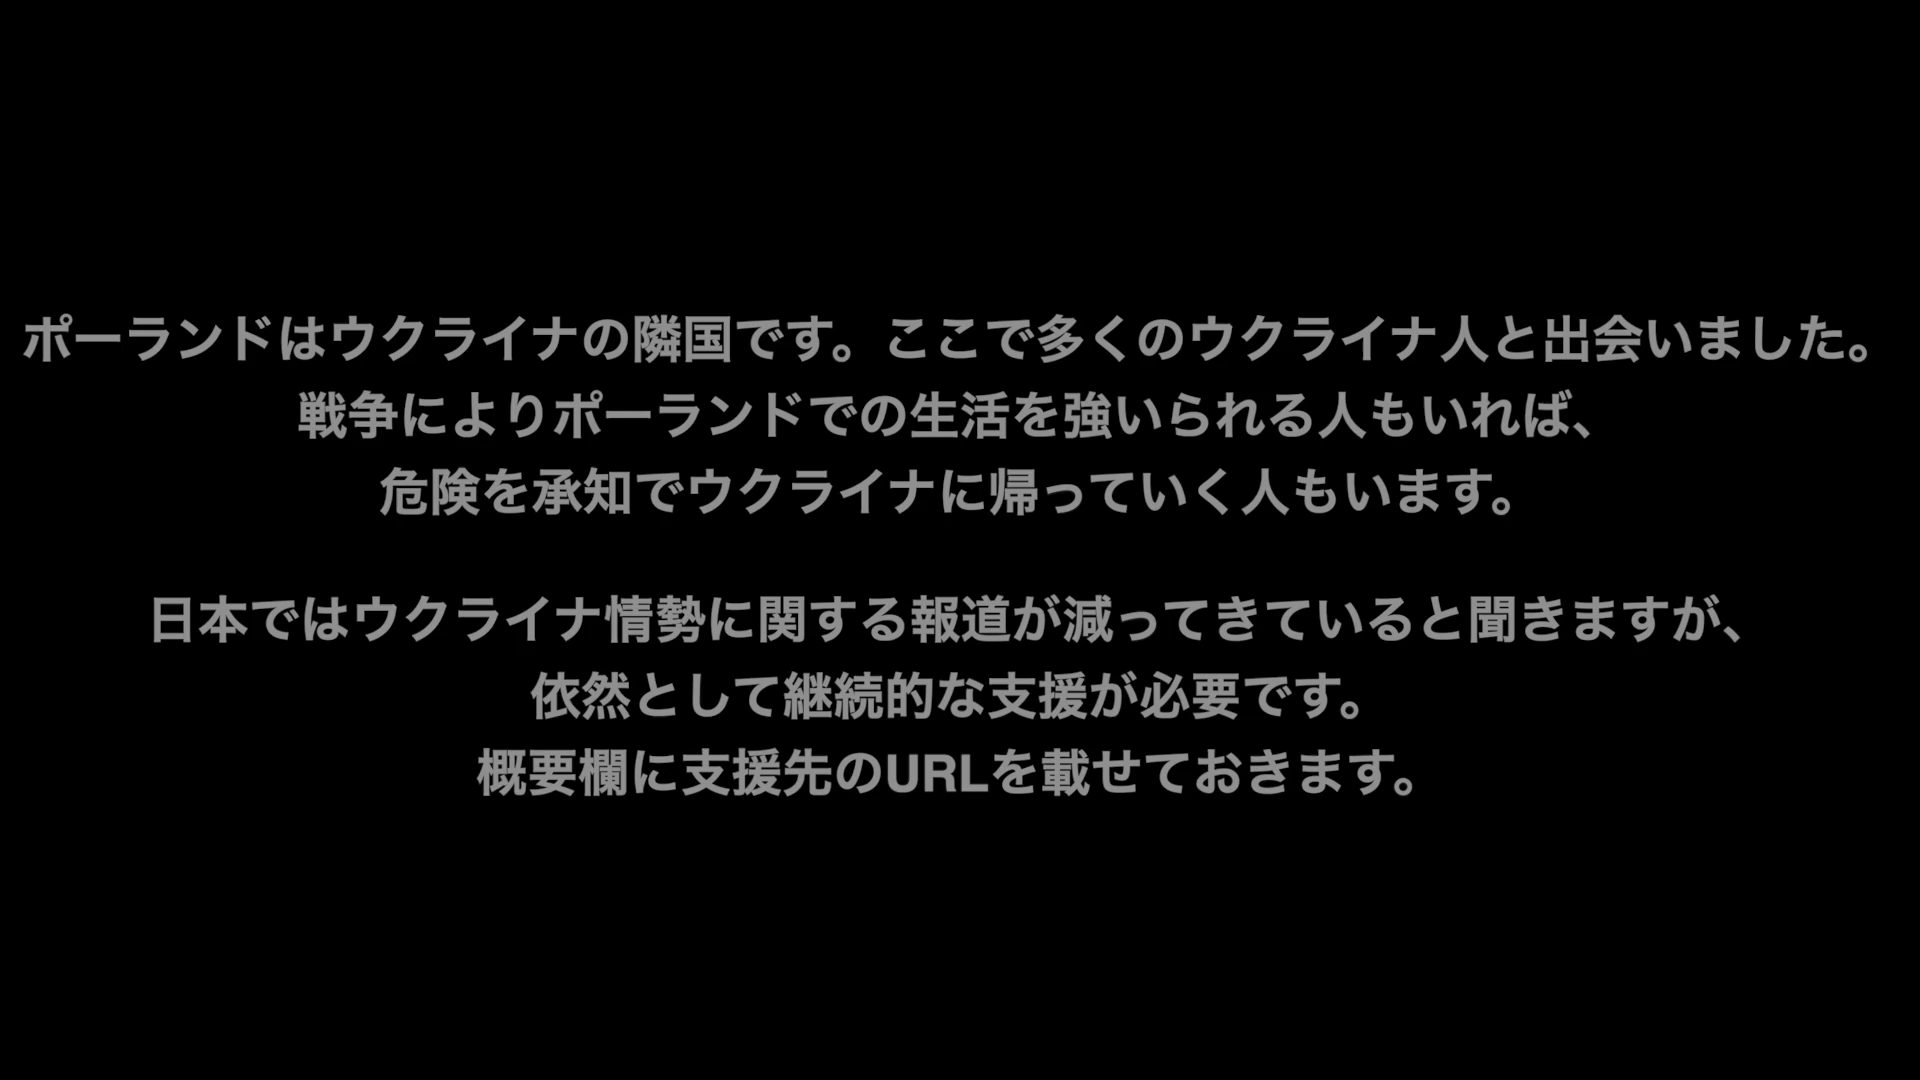 ポーランドはウクライナの隣国です。ここで多くのウクライナ人と出会いました。
戦争によりポーランドでの生活を強いられる人もいれば、
危険を承知でウクライナに帰っていく人もいます。
日本ではウクライナ情勢に関する報道が減ってきていると聞きますが、
依然として継続的な支援が必要です。
概要欄に支援先のURLを載せておきます。